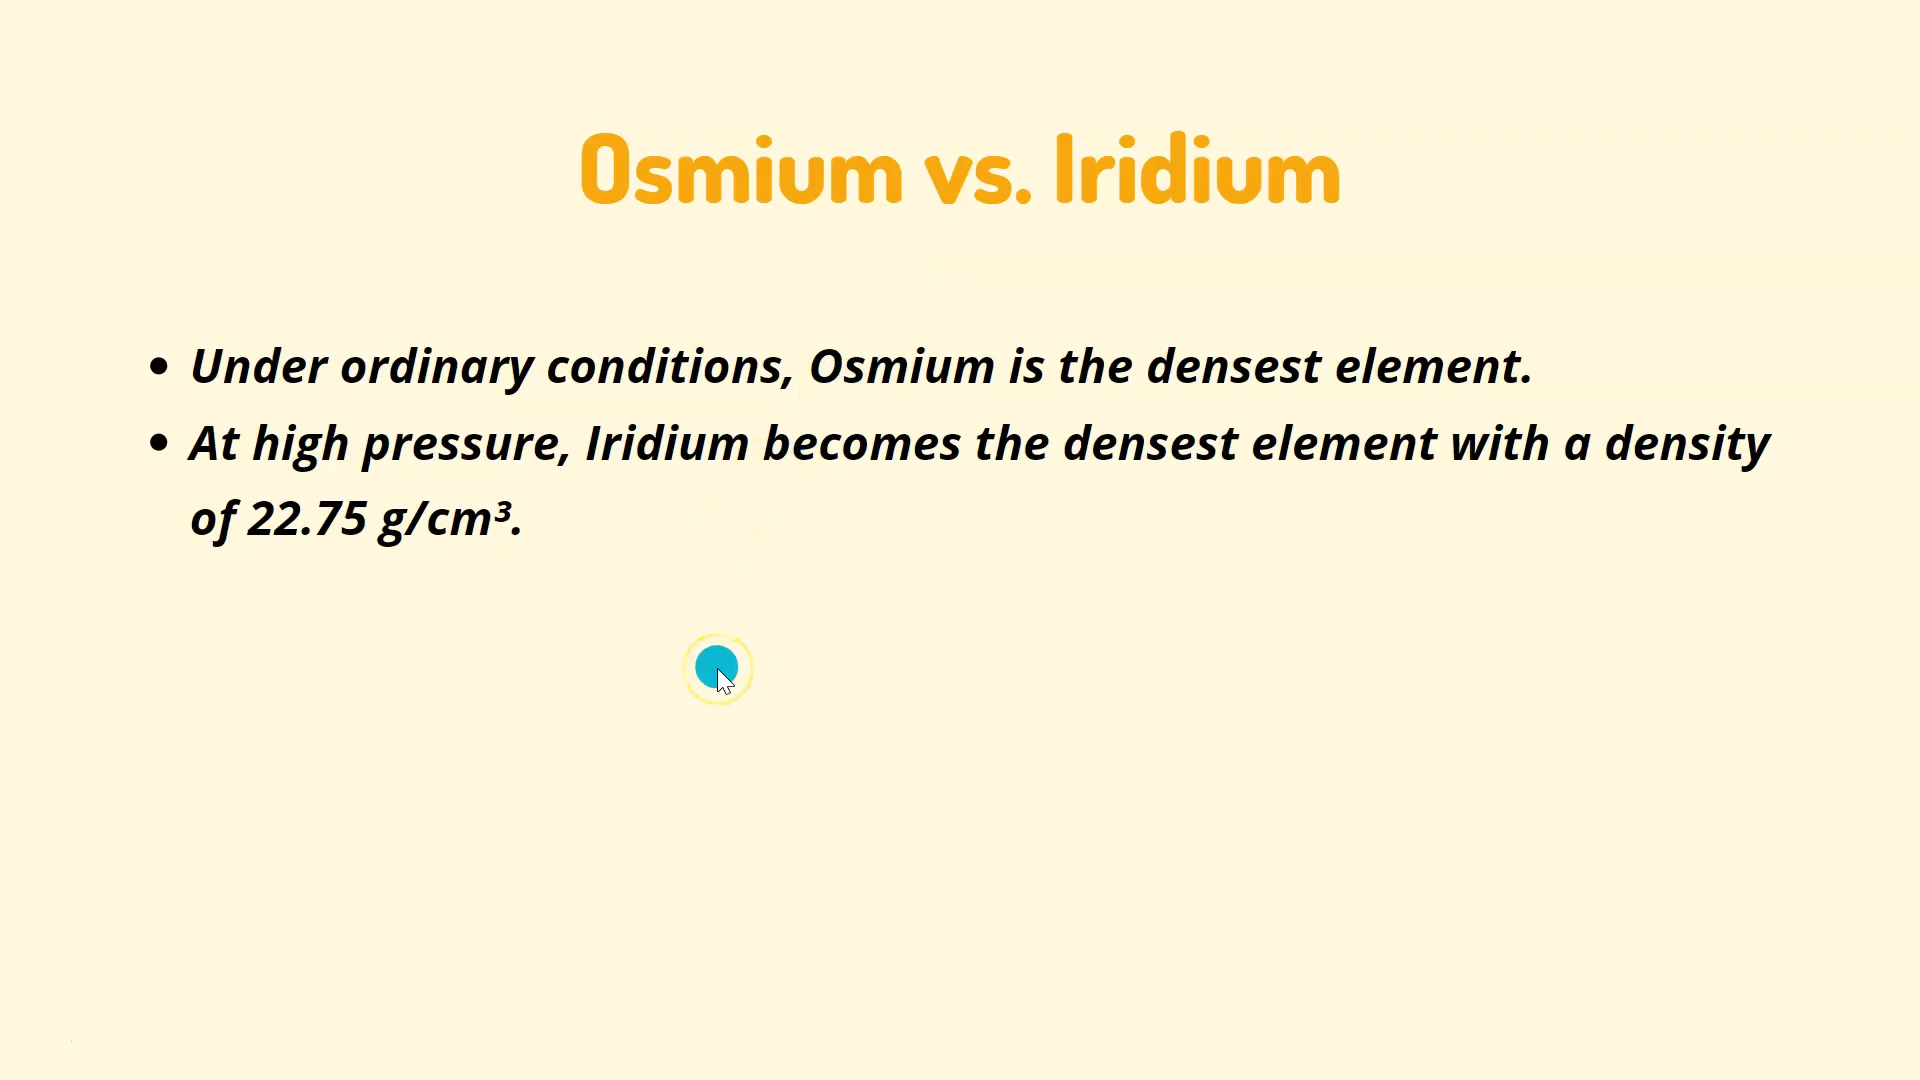 Osmium vs. Iridium
• Under ordinary conditions, Osmium is the densest element.
• At high pressure, Iridium becomes the densest element with a density
of 22.75 g/cm³.